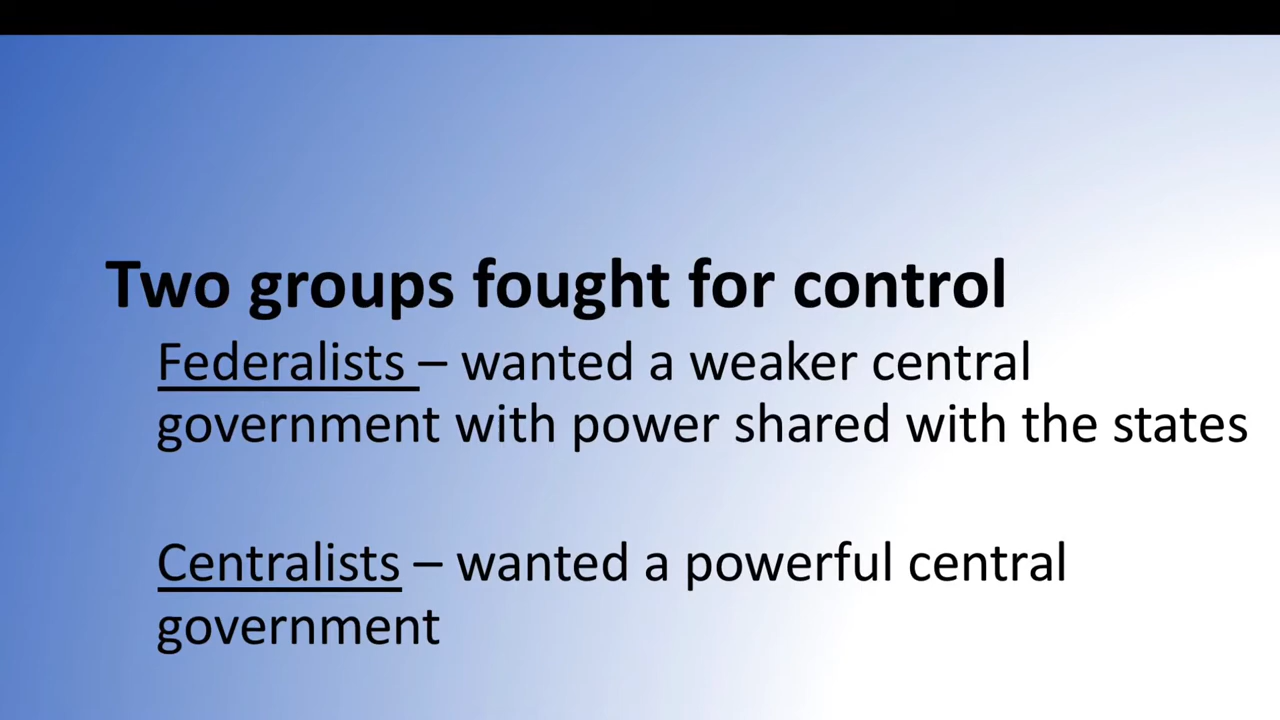 Two groups fought for control
Federalists – wanted a weaker central
government with power shared with the states
Centralists – wanted a powerful central
government